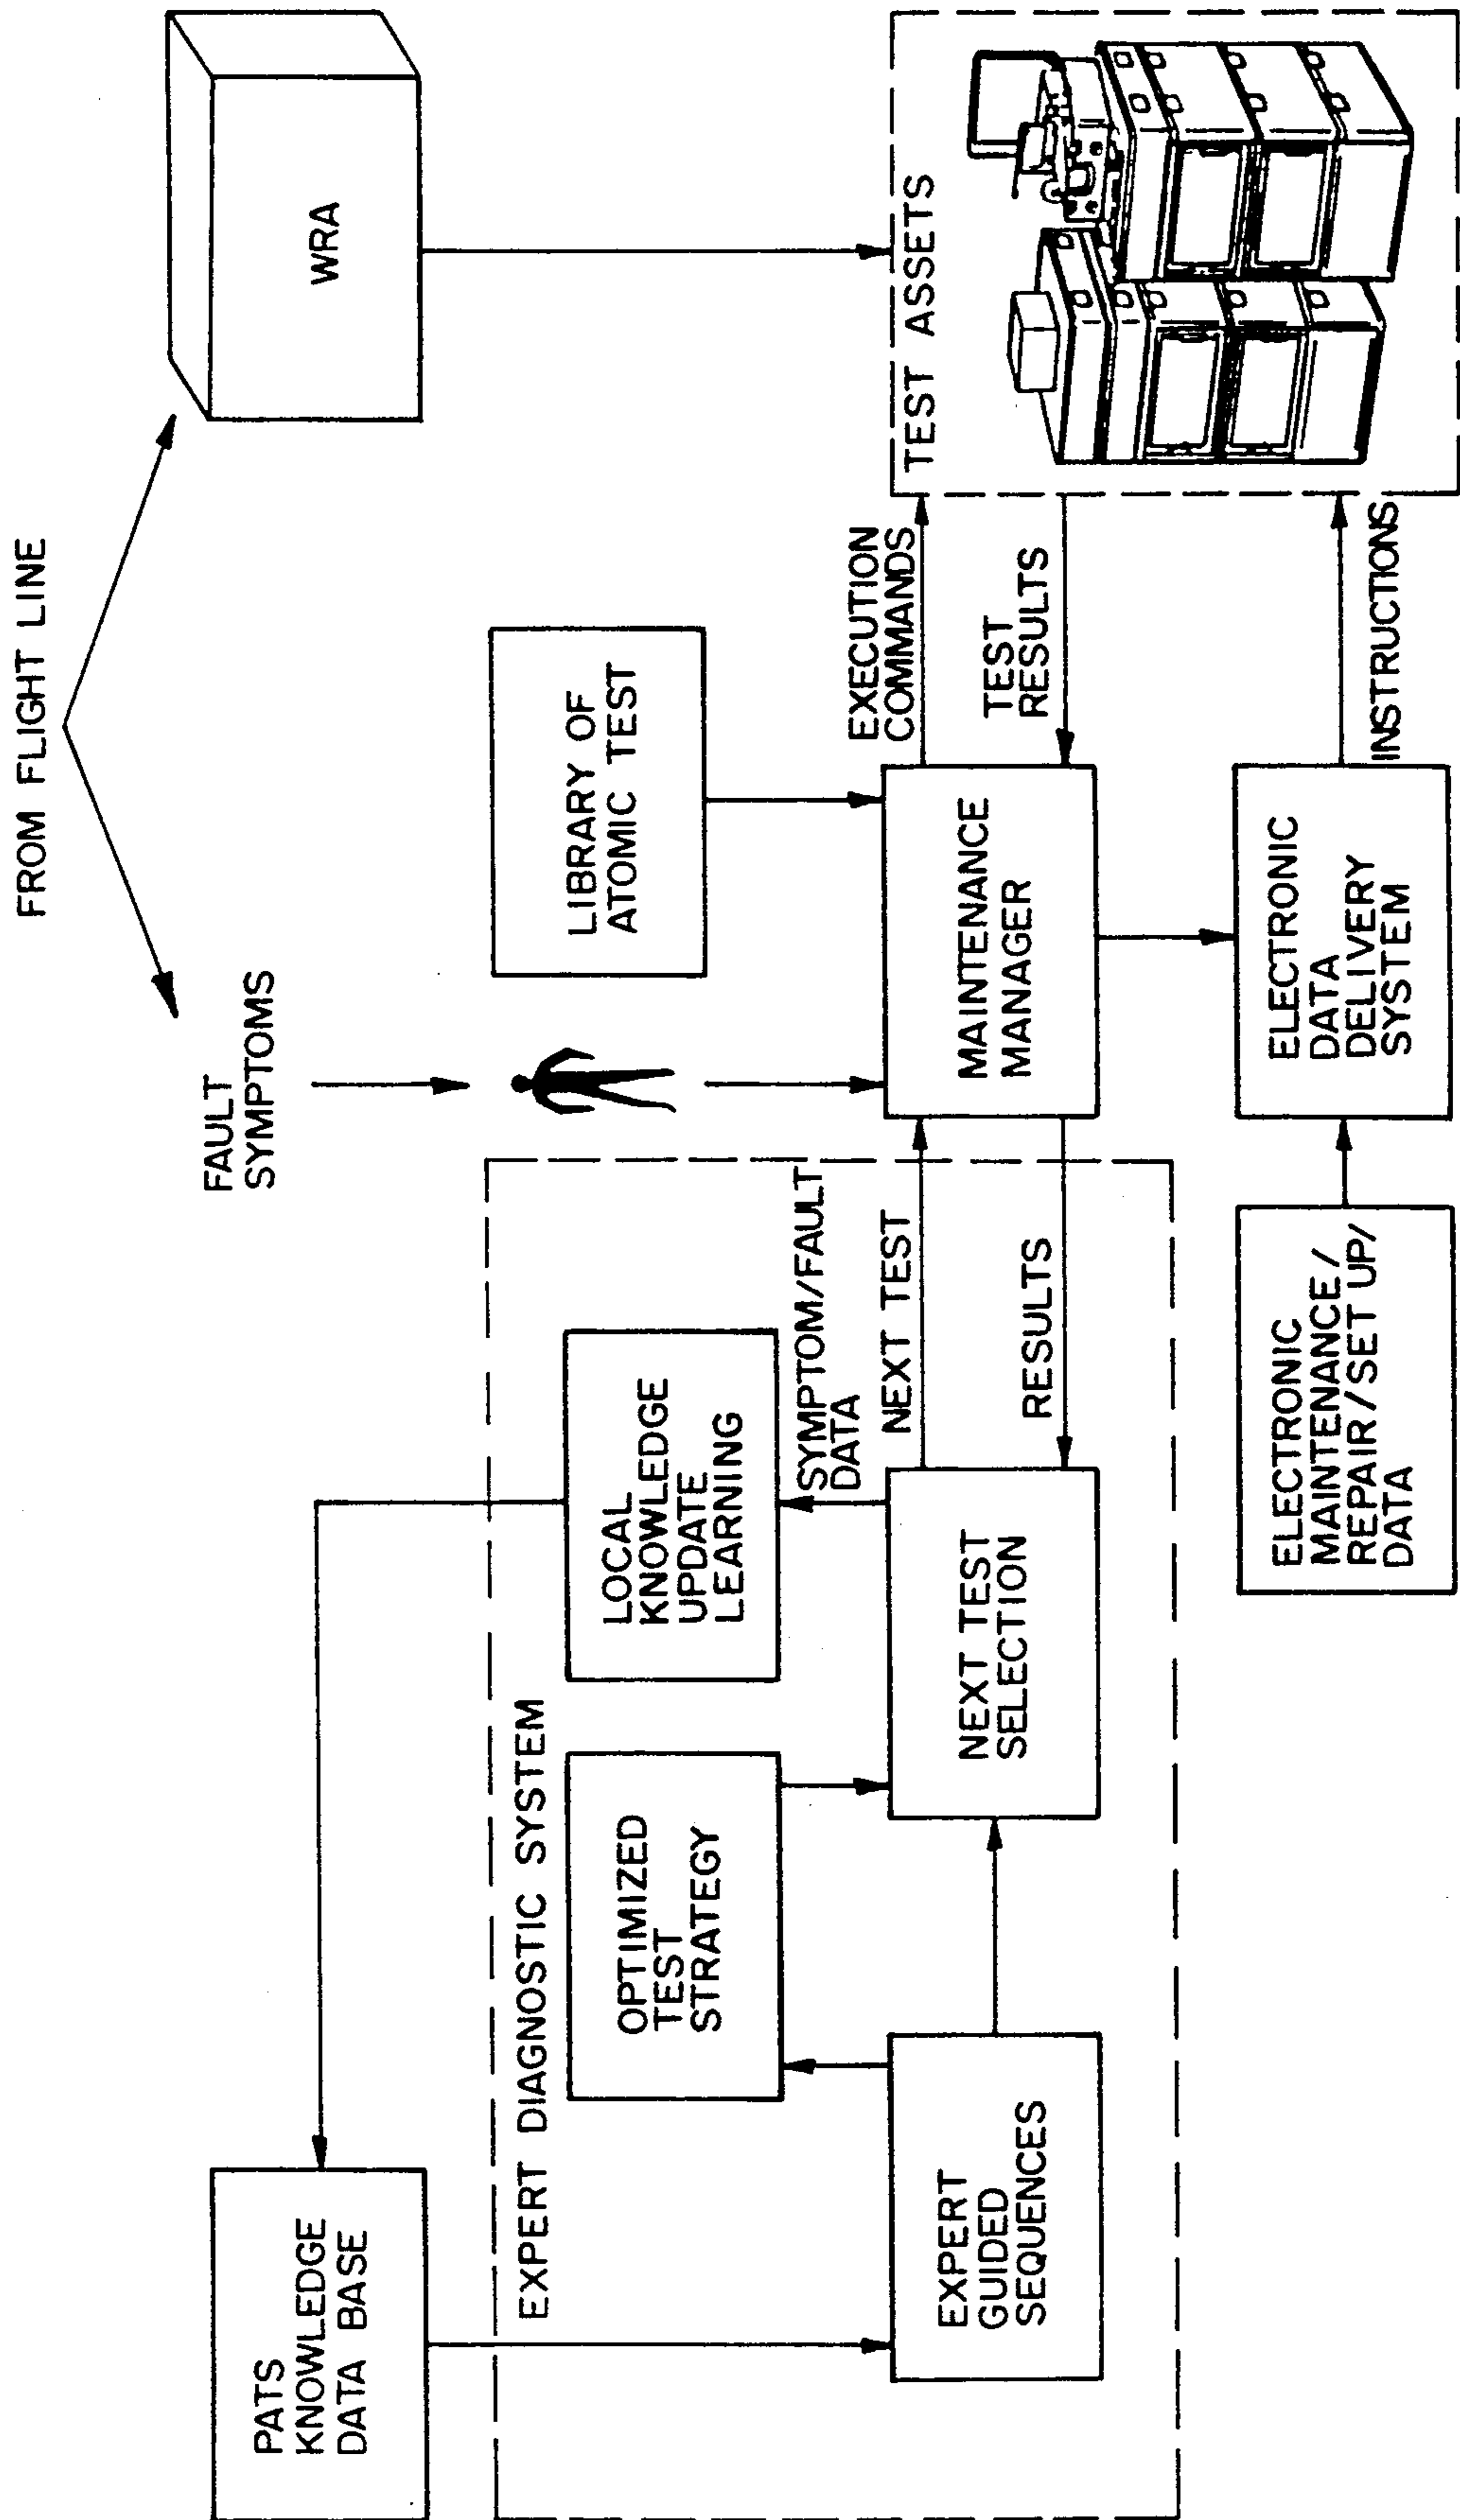 FROM FLIGHT LINE
PATS
KNOWLEDGE
DATA BASE
FAULT
SYMPTOMS
WRA
EXPERT DIAGNOSTIC SYSTEM
OPTIMIZED
TEST
STRATEGY
LOCAL
KNOWLEDGE
UPDATE
LEARNING
LIBRARY OF
ATOMIC TEST
SYMPTOM/FAULT
DATA
NEXT TEST
RESULTS
EXPERT
GUIDED
SEQUENCES
NEXT TEST
SELECTION
MAINTENANCE
MANAGER
EXECUTION
COMMANDS
TEST
RESULTS
TEST ASSETS
ELECTRONIC
MAINTENANCE/
REPAIR/SET UP/
DATA
ELECTRONIC
DATA
DELIVERY
SYSTEM
INSTRUCTIONS